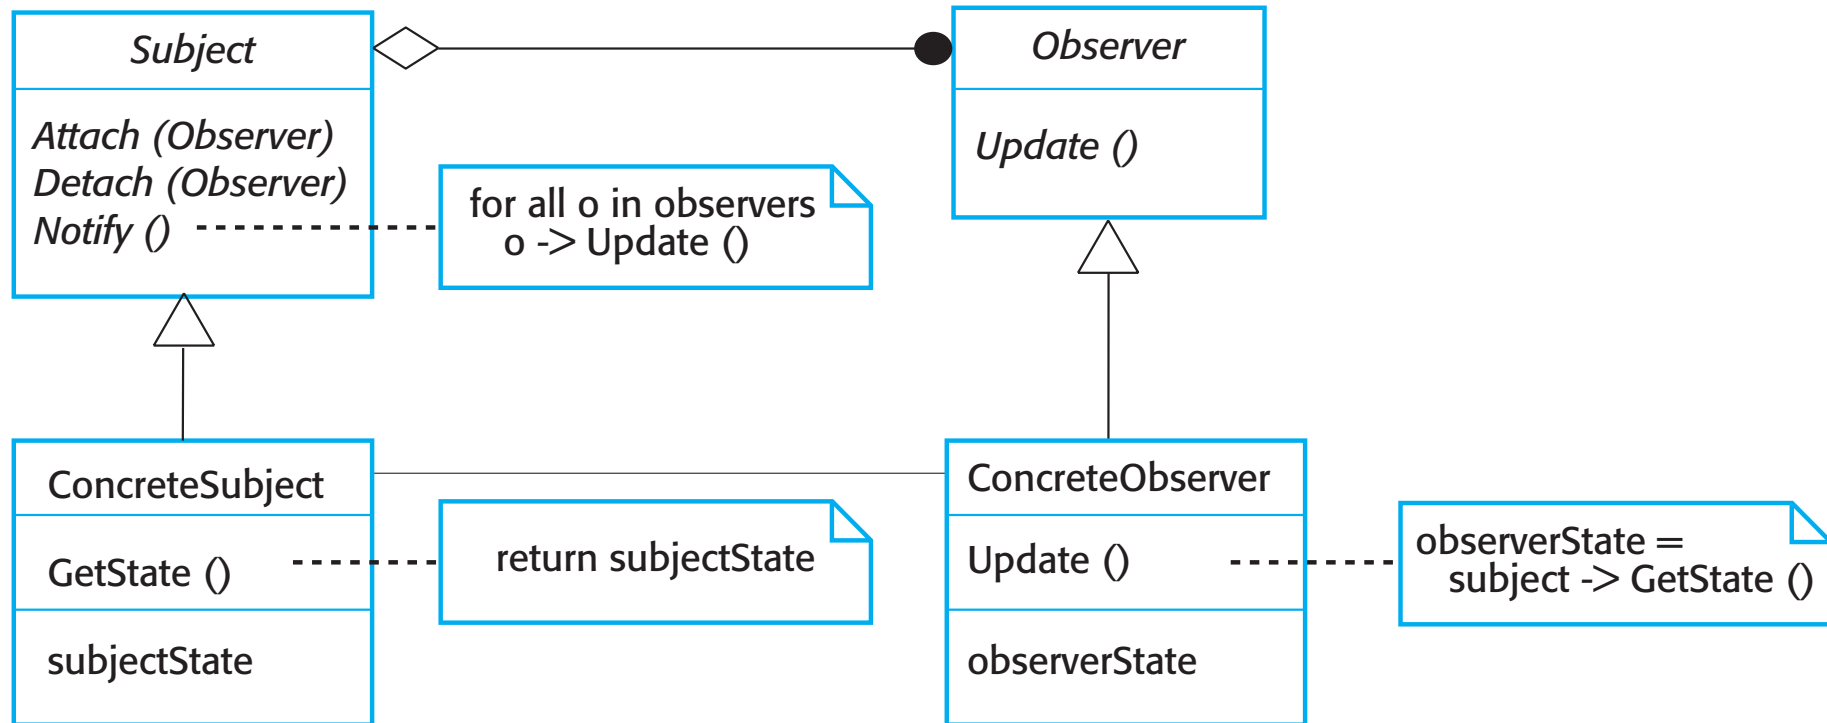 Subject
Attach (Observer)
Detach (Observer)
Notify ()
for all o in observers
o -> Update ()
Observer
Update ()
ConcreteSubject
GetState ()
subjectState
return subjectState
ConcreteObserver
Update ()
observerState
observerState =
subject -> GetState ()